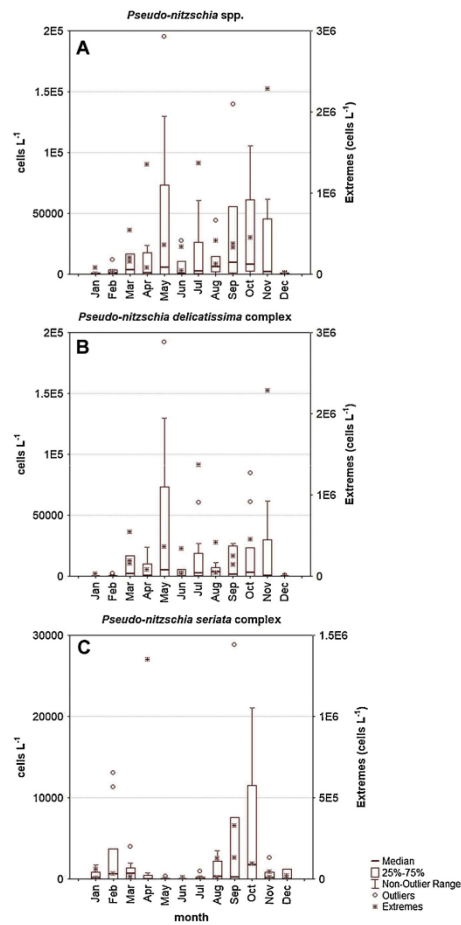 Pseudo-nitzschia spp.
A
2E5
1.5E5
1E5
50000
0
cells L-1
3E6
2E6
1E6
0
Extremes (cells L-1)
Jan Feb Mar Apr May Jun Jul Aug Sep Oct Nov Dec
Pseudo-nitzschia delicatissima complex
B
2E5
1.5E5
1E5
50000
0
cells L-1
3E6
2E6
1E6
0
Extremes (cells L-1)
Jan Feb Mar Apr May Jun Jul Aug Sep Oct Nov Dec
Pseudo-nitzschia seriata complex
C
30000
20000
10000
0
cells L-1
1.5E6
1E6
5E5
0
Extremes (cells L-1)
Jan Feb Mar Apr May Jun Jul Aug Sep Oct Nov Dec
month
Median
25%-75%
Non-Outlier Range
Outliers
Extremes